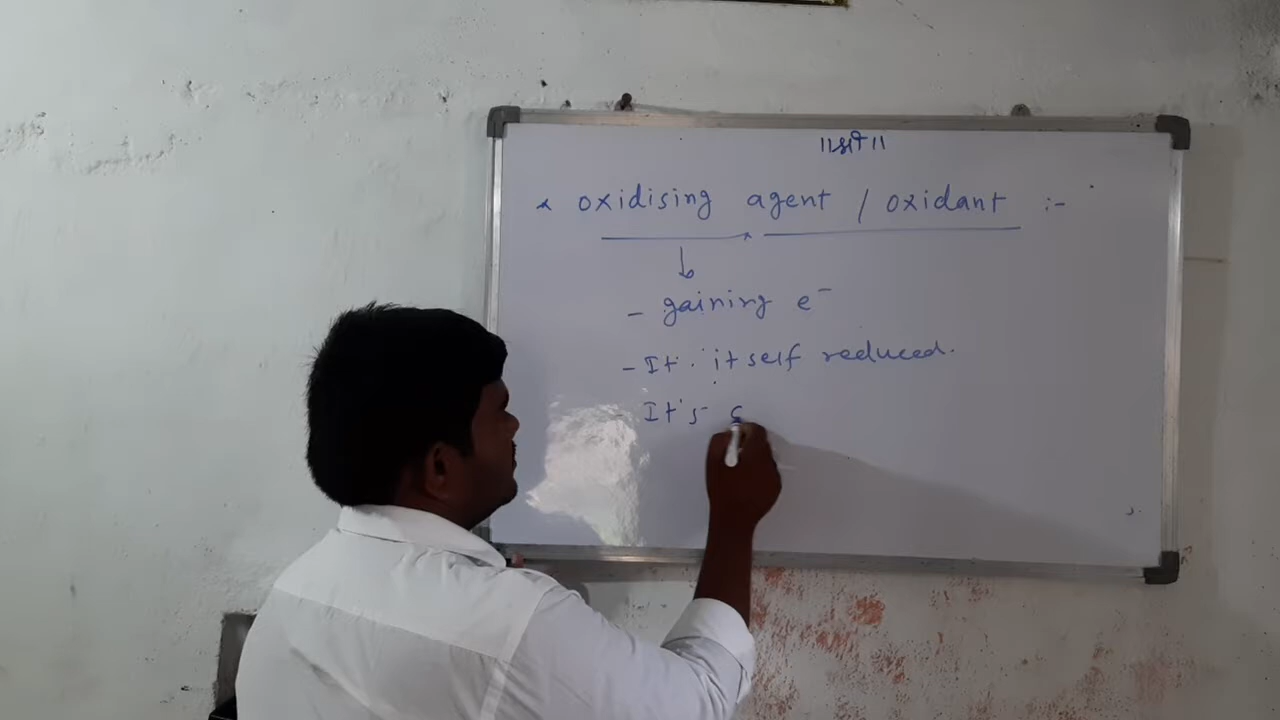 oxidising agent / oxidant :-
- gaining e⁻
- It itself reduced.
It's